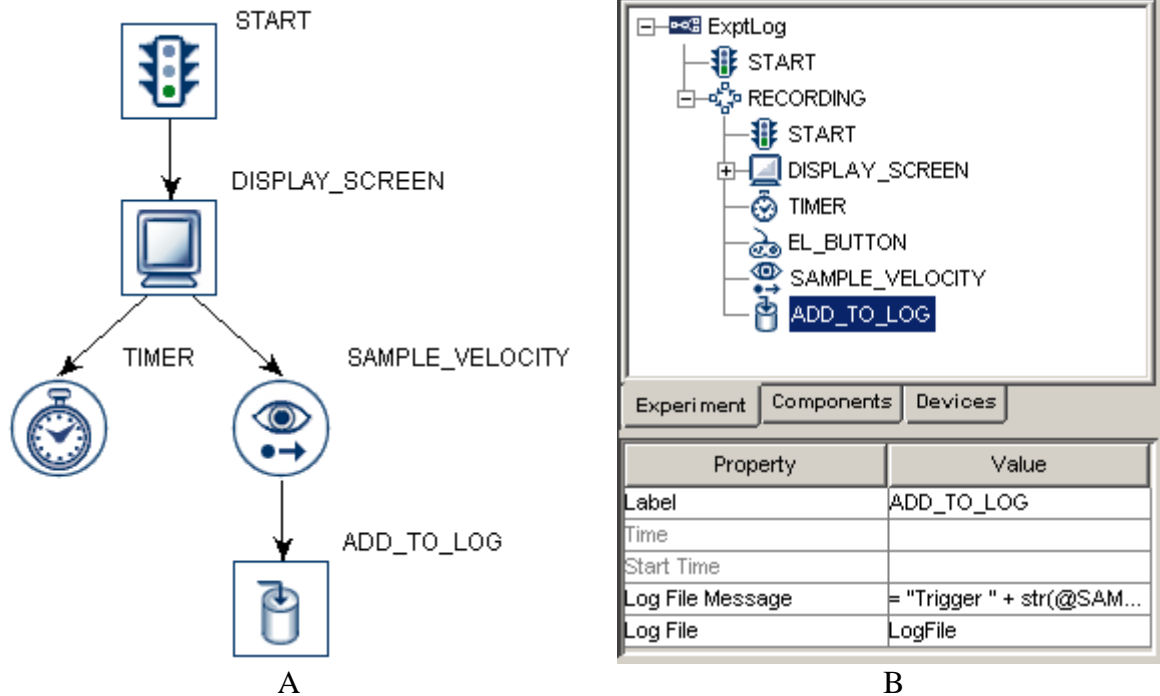 START
DISPLAY_SCREEN
TIMER
SAMPLE_VELOCITY
ADD_TO_LOG
A
ExptLog
START
RECORDING
START
DISPLAY_SCREEN
TIMER
EL_BUTTON
SAMPLE_VELOCITY
ADD_TO_LOG
Experiment Components Devices
Property Value
Label ADD_TO_LOG
Time
Start Time
Log File Message = "Trigger " + str(@SAM...
Log File LogFile
B